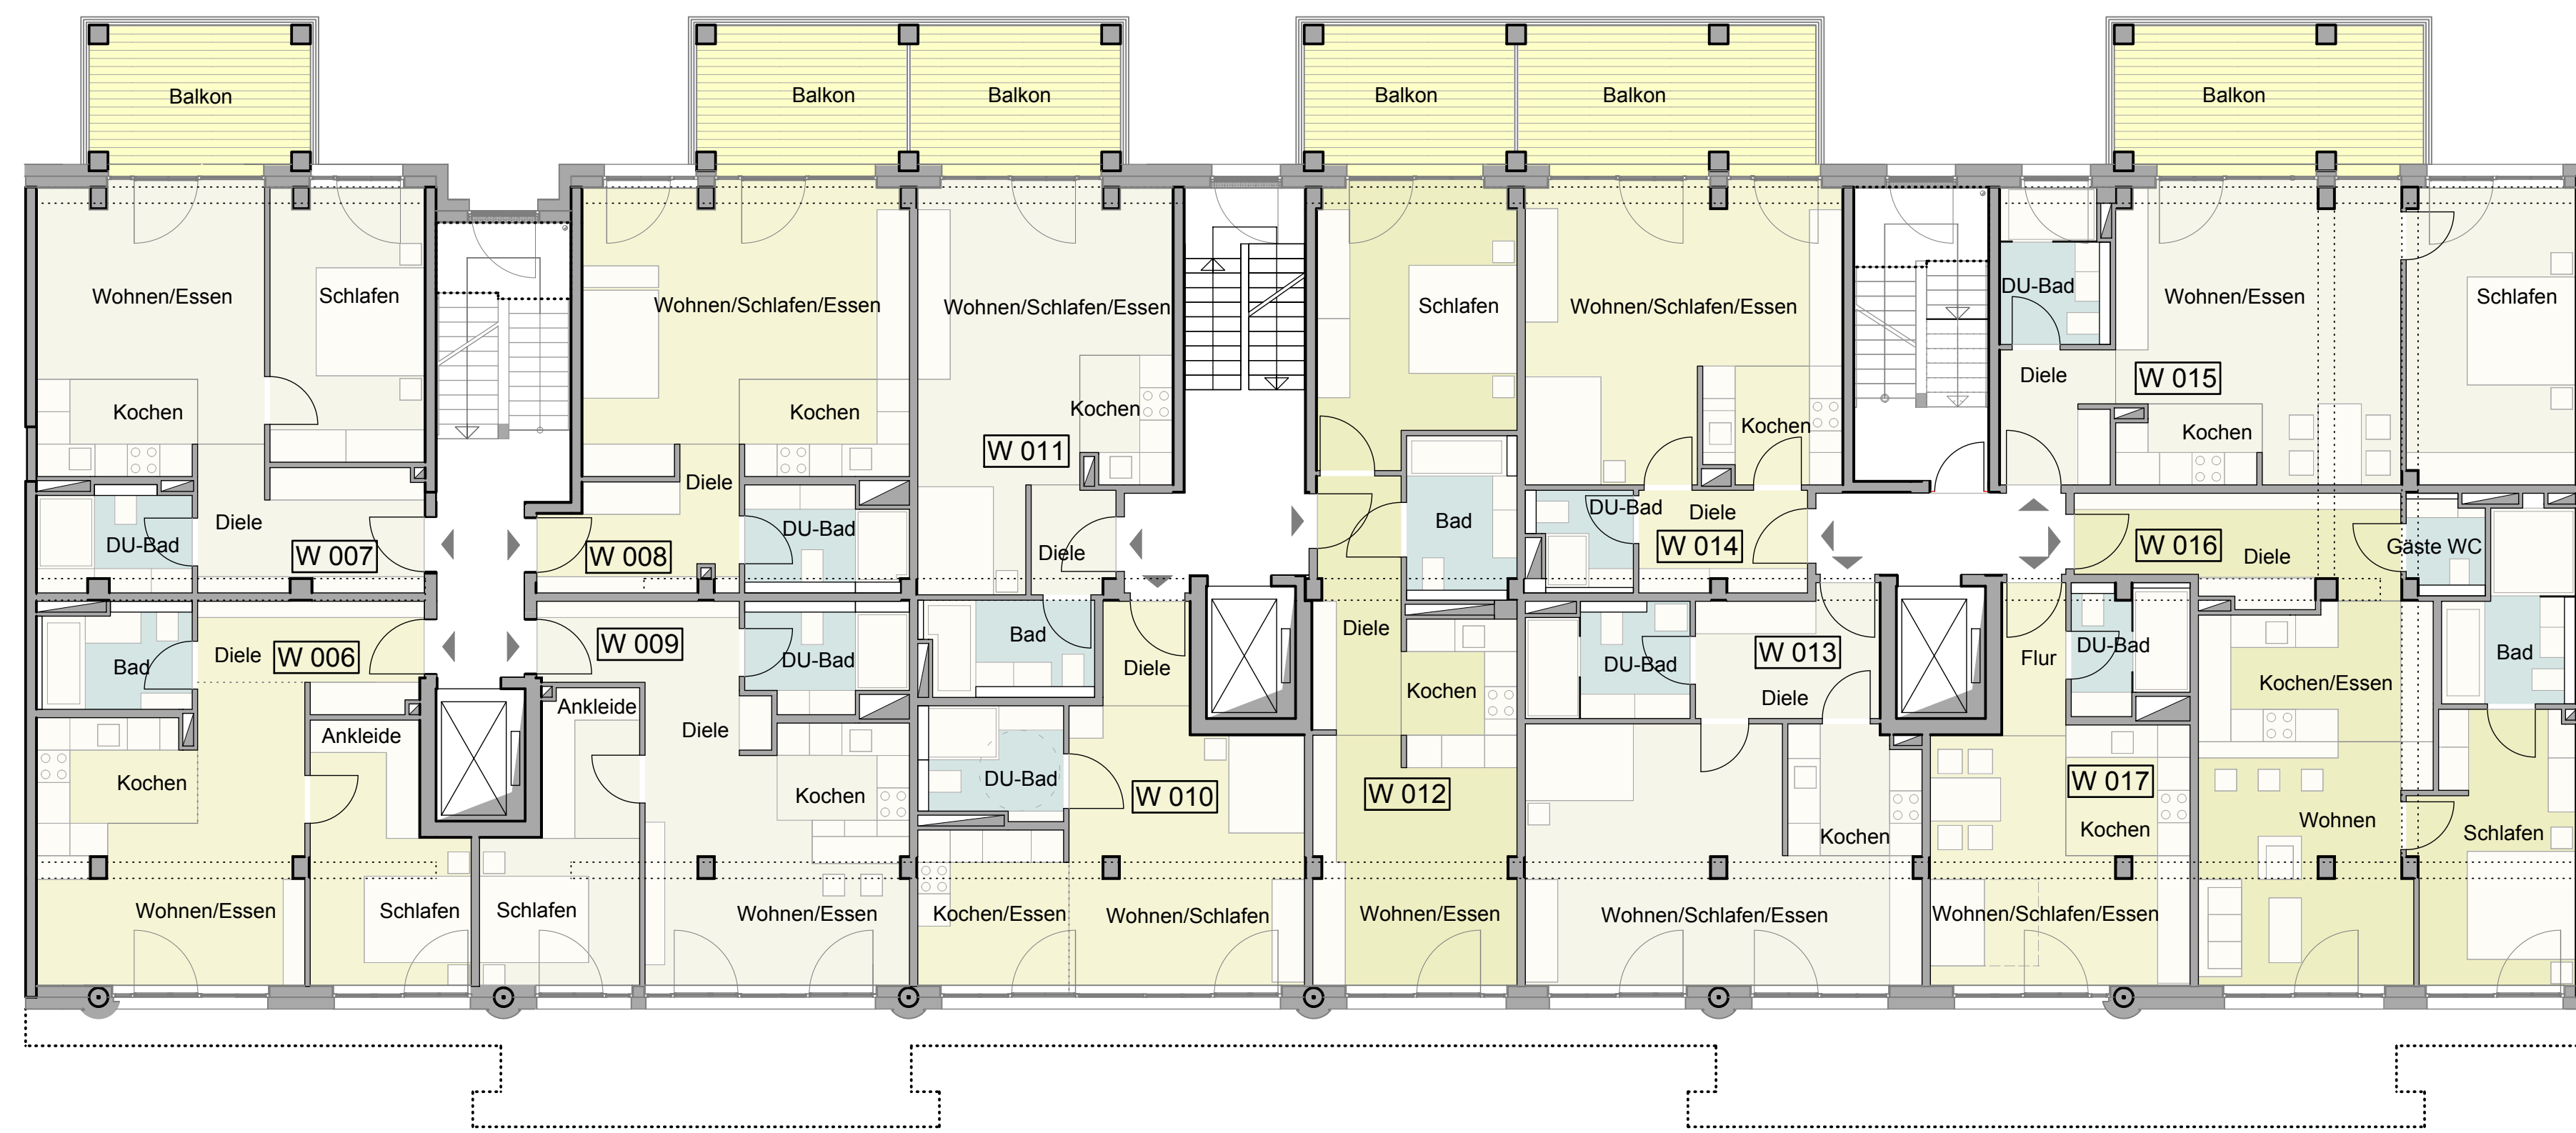 Balkon
Balkon
Balkon
Balkon
Balkon
Balkon
Wohnen/Essen
Schlafen
Wohnen/Schlafen/Essen
Wohnen/Schlafen/Essen
Schlafen
Wohnen/Schlafen/Essen
DU-Bad
Wohnen/Essen
Schlafen
Diele
W 015
Kochen
Kochen
Kochen
Kochen
Kochen
W 011
Diele
Diele
DU-Bad
W 007
DU-Bad
W 008
Diele
Bad
DU-Bad
Diele
W 014
W 016
Diele
Gäste WC
Bad
Diele
W 006
W 009
DU-Bad
Bad
Diele
Diele
DU-Bad
W 013
Diele
Flur
DU-Bad
Kochen/Essen
Bad
Kochen
Ankleide
Ankleide
Diele
Kochen
Kochen
DU-Bad
W 010
W 012
Kochen
W 017
Kochen
Wohnen
Schlafen
Wohnen/Essen
Schlafen
Schlafen
Wohnen/Essen
Kochen/Essen
Wohnen/Schlafen
Wohnen/Essen
Wohnen/Schlafen/Essen
Wohnen/Schlafen/Essen